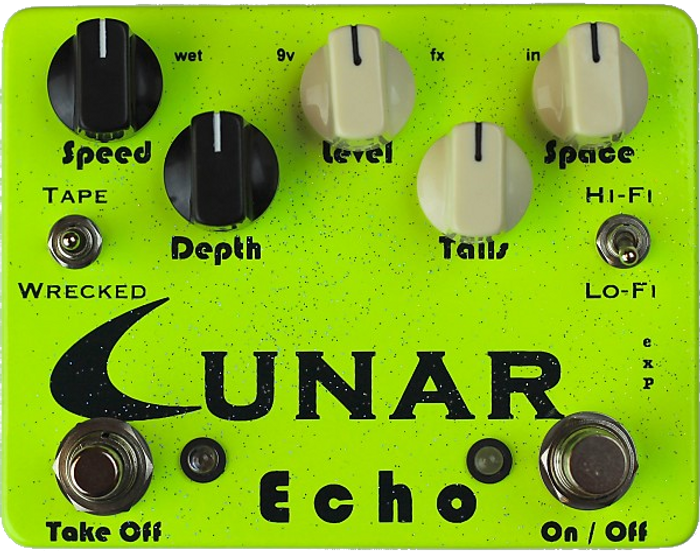 wet 9v fx in
Speed Level Space
Depth Tails
TAPE HI-FI
WRECKED LO-FI
exp
LUNAR
Echo
Take Off On / Off